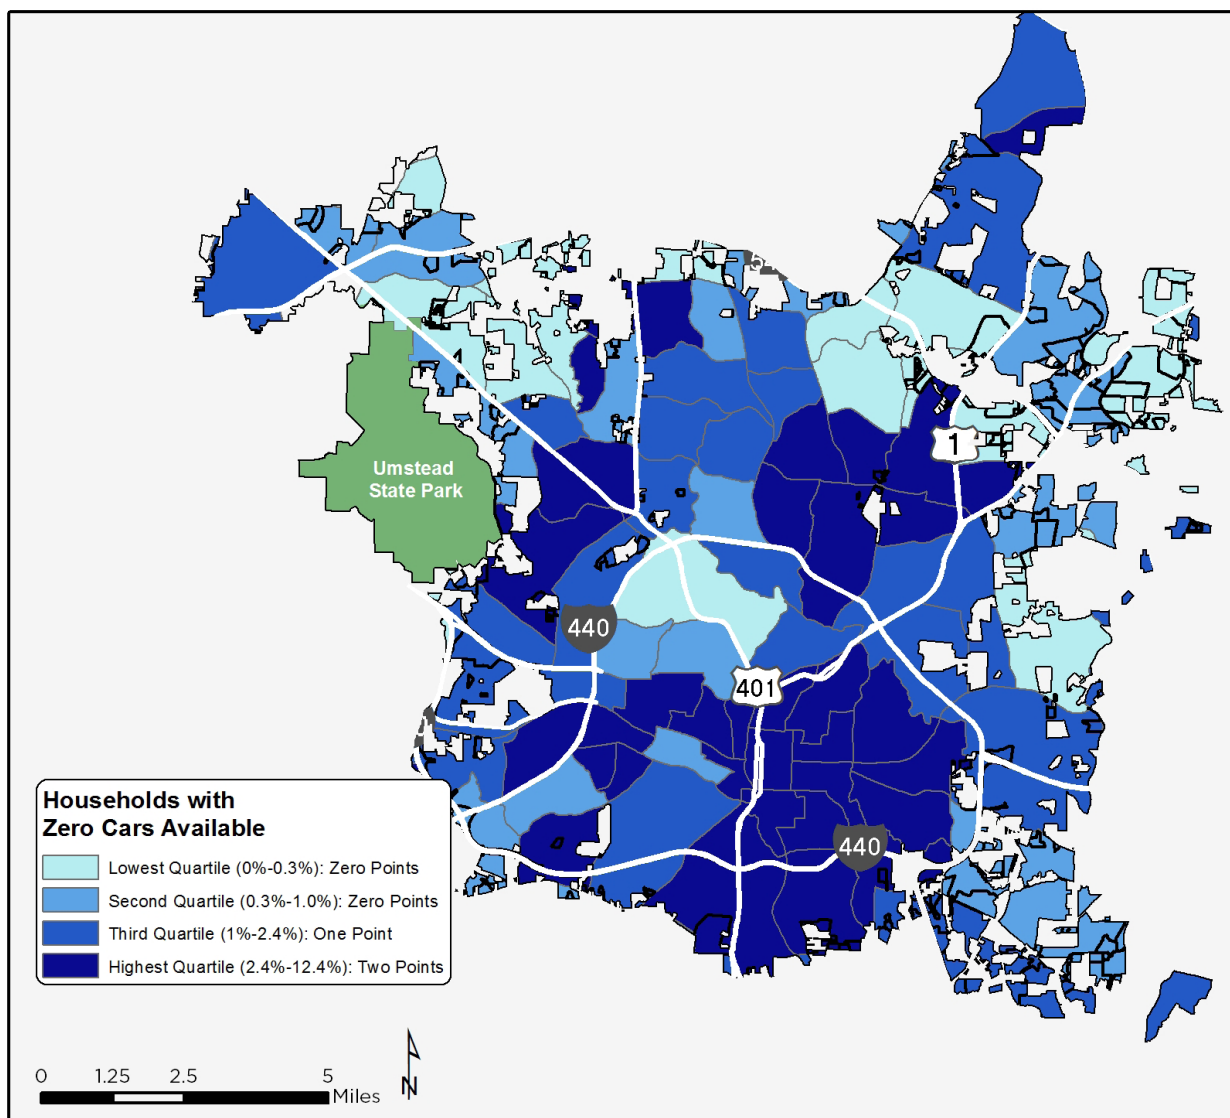 Umstead
State Park
1
440
401
440
Households with
Zero Cars Available
Lowest Quartile (0%-0.3%): Zero Points
Second Quartile (0.3%-1.0%): Zero Points
Third Quartile (1%-2.4%): One Point
Highest Quartile (2.4%-12.4%): Two Points
N
0 1.25 2.5 5
Miles